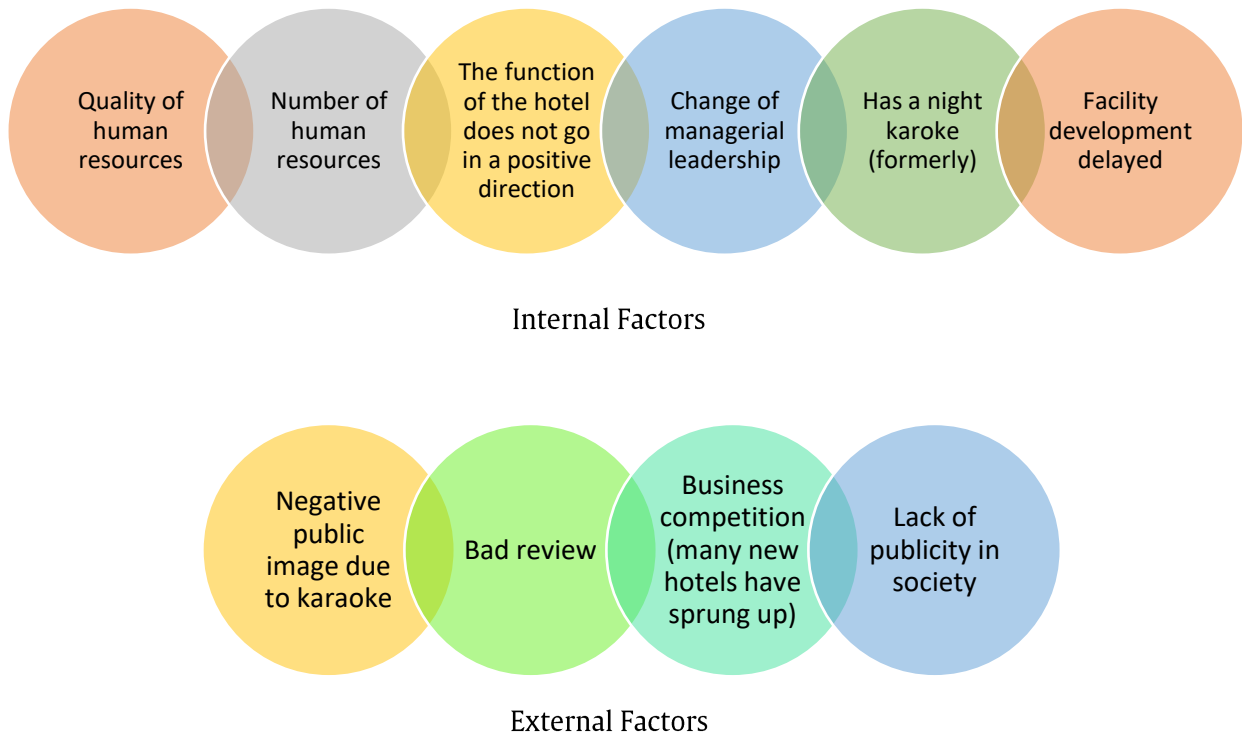 Quality of
human
resources
Number of
human
resources
The function
of the hotel
does not go
in a positive
direction
Change of
managerial
leadership
Has a night
karoke
(formerly)
Facility
development
delayed
Internal Factors
Negative
public
image due
to karaoke
Bad review
Business
competition
(many new
hotels have
sprung up)
Lack of
publicity in
society
External Factors